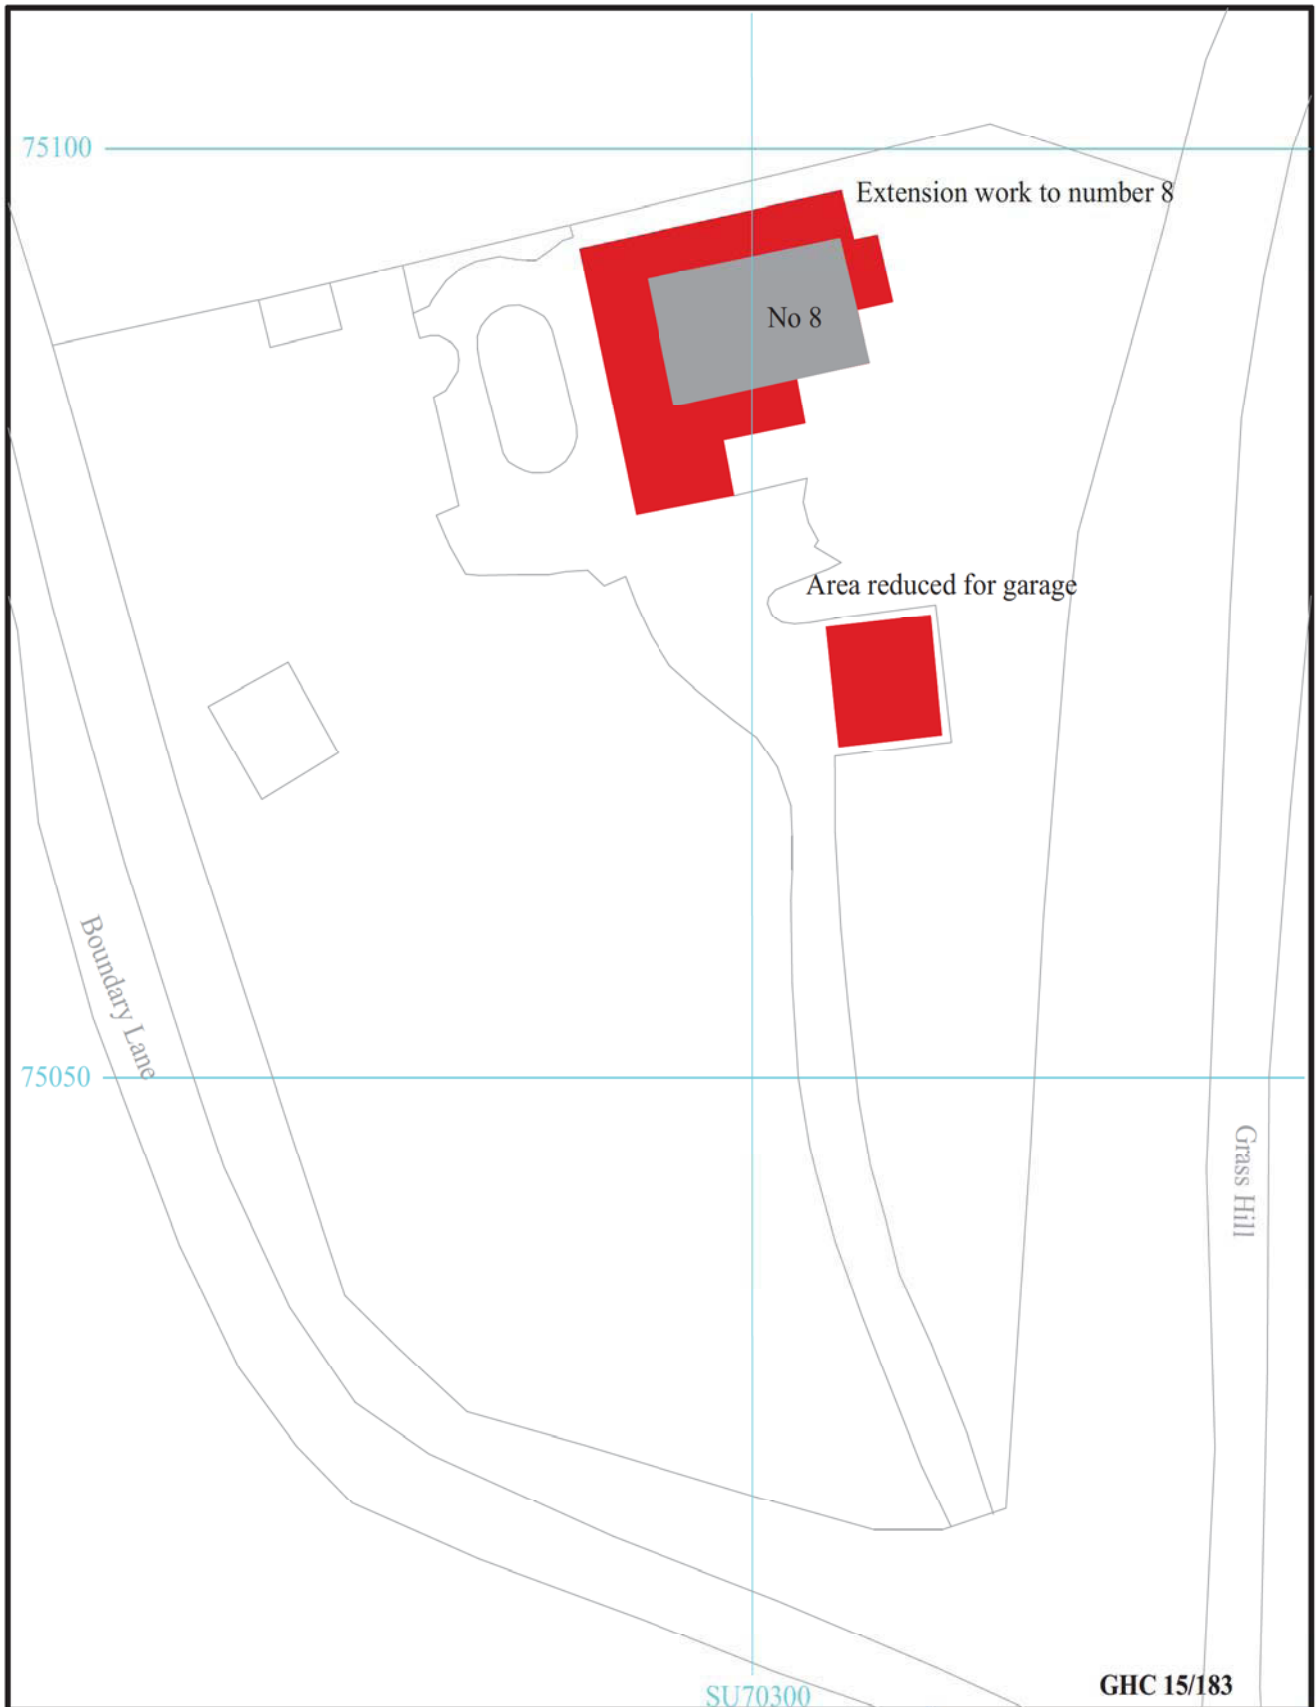 75100
Extension work to number 8
No 8
Area reduced for garage
Boundary Lane
75050
Grass Hill
GHC 15/183
SU70300